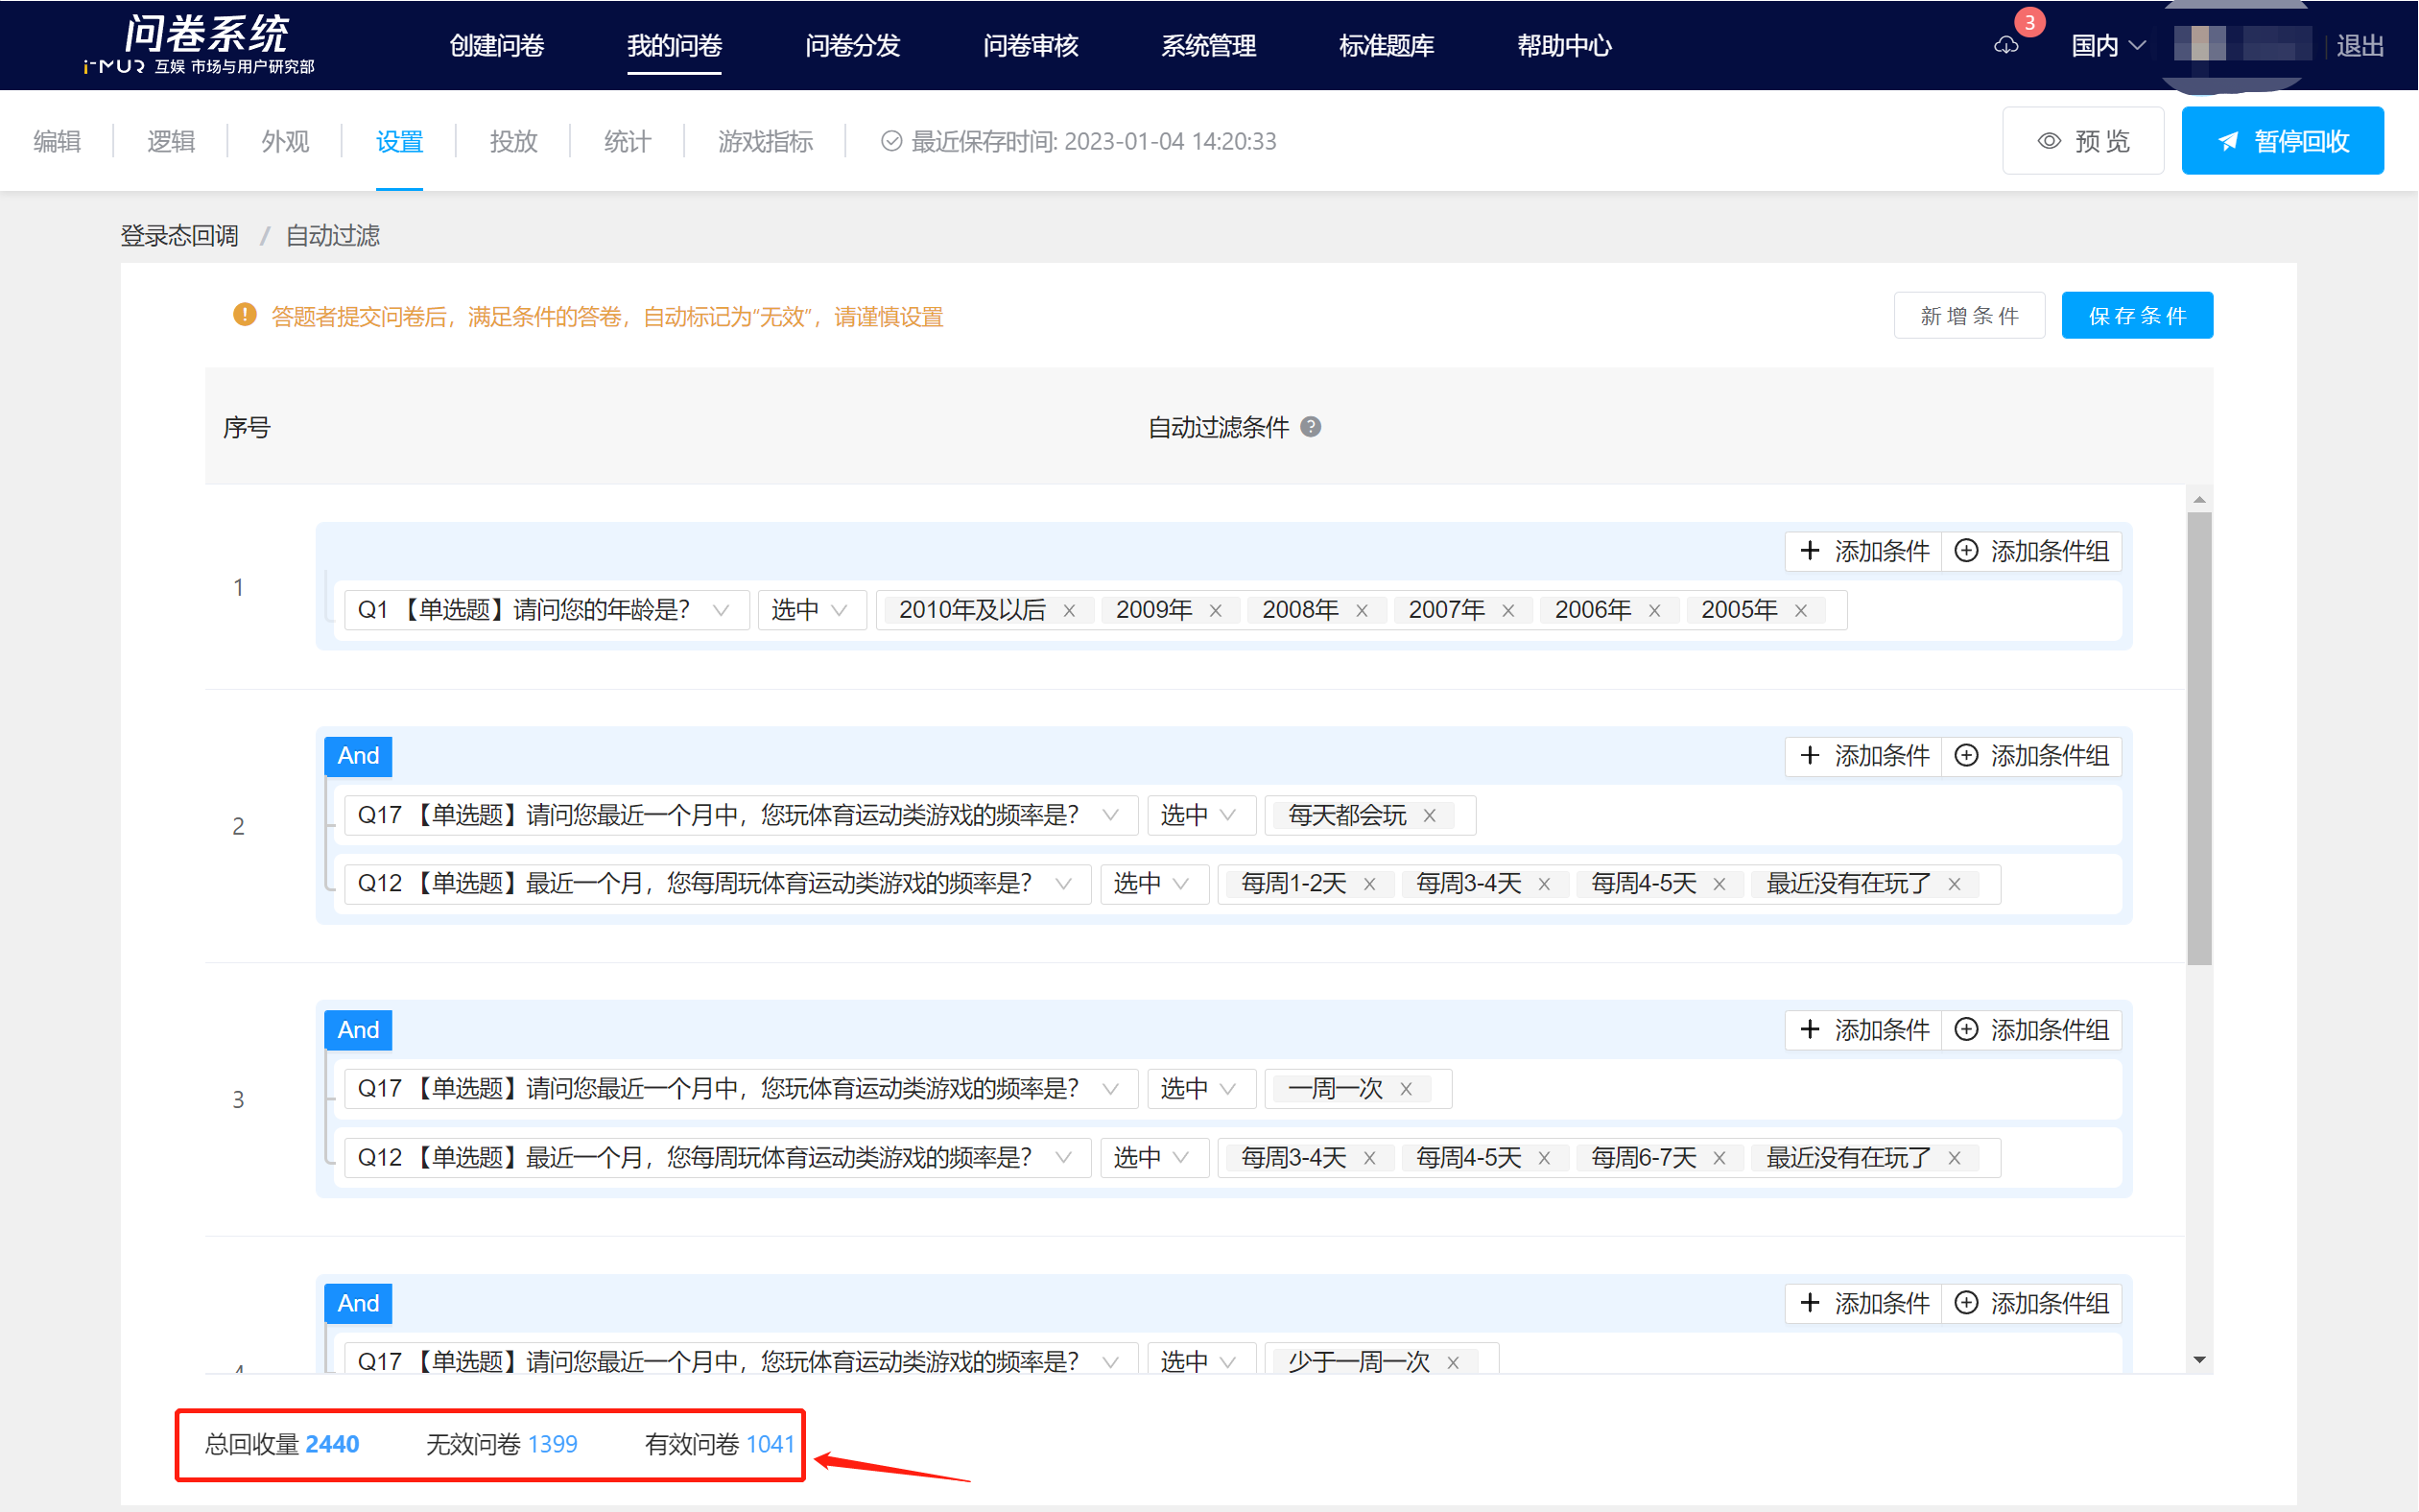 问卷系统
i-MUR 互娱 市场与用户研究部
创建问卷 我的问卷 问卷分发 问卷审核 系统管理 标准题库 帮助中心 3 国内 退出
编辑 逻辑 外观 设置 投放 统计 游戏指标 最近保存时间: 2023-01-04 14:20:33 预 览 暂停回收
登录态回调 / 自动过滤
答题者提交问卷后，满足条件的答卷，自动标记为“无效”，请谨慎设置 新 增 条 件 保 存 条 件
序号 自动过滤条件
1
添加条件 添加条件组
Q1 【单选题】请问您的年龄是？ 选中 2010年及以后 × 2009年 × 2008年 × 2007年 × 2006年 × 2005年 ×
2
And 添加条件 添加条件组
Q17 【单选题】请问您最近一个月中，您玩体育运动类游戏的频率是？ 选中 每天都会玩 ×
Q12 【单选题】最近一个月，您每周玩体育运动类游戏的频率是？ 选中 每周1-2天 × 每周3-4天 × 每周4-5天 × 最近没有在玩了 ×
3
And 添加条件 添加条件组
Q17 【单选题】请问您最近一个月中，您玩体育运动类游戏的频率是？ 选中 一周一次 ×
Q12 【单选题】最近一个月，您每周玩体育运动类游戏的频率是？ 选中 每周3-4天 × 每周4-5天 × 每周6-7天 × 最近没有在玩了 ×
And 添加条件 添加条件组
4
Q17 【单选题】请问您最近一个月中，您玩体育运动类游戏的频率是？ 选中 少于一周一次 ×
总回收量 2440 无效问卷 1399 有效问卷 1041